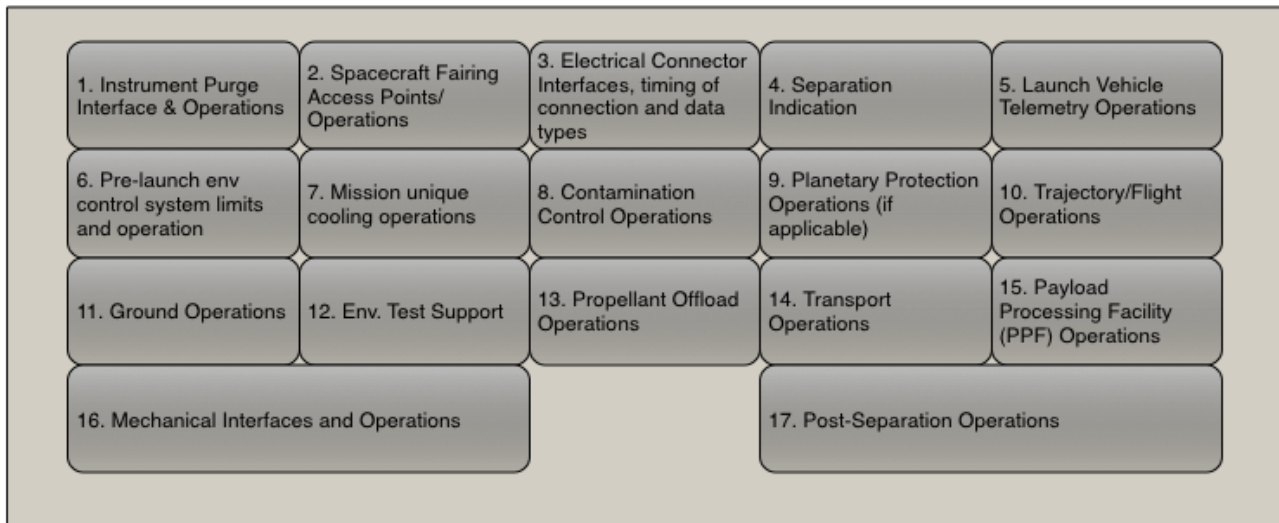 1. Instrument Purge
Interface & Operations
2. Spacecraft Fairing
Access Points/
Operations
3. Electrical Connector
Interfaces, timing of
connection and data
types
4. Separation
Indication
5. Launch Vehicle
Telemetry Operations
6. Pre-launch env
control system limits
and operation
7. Mission unique
cooling operations
8. Contamination
Control Operations
9. Planetary Protection
Operations (if
applicable)
10. Trajectory/Flight
Operations
11. Ground Operations
12. Env. Test Support
13. Propellant Offload
Operations
14. Transport
Operations
15. Payload
Processing Facility
(PPF) Operations
16. Mechanical Interfaces and Operations
17. Post-Separation Operations